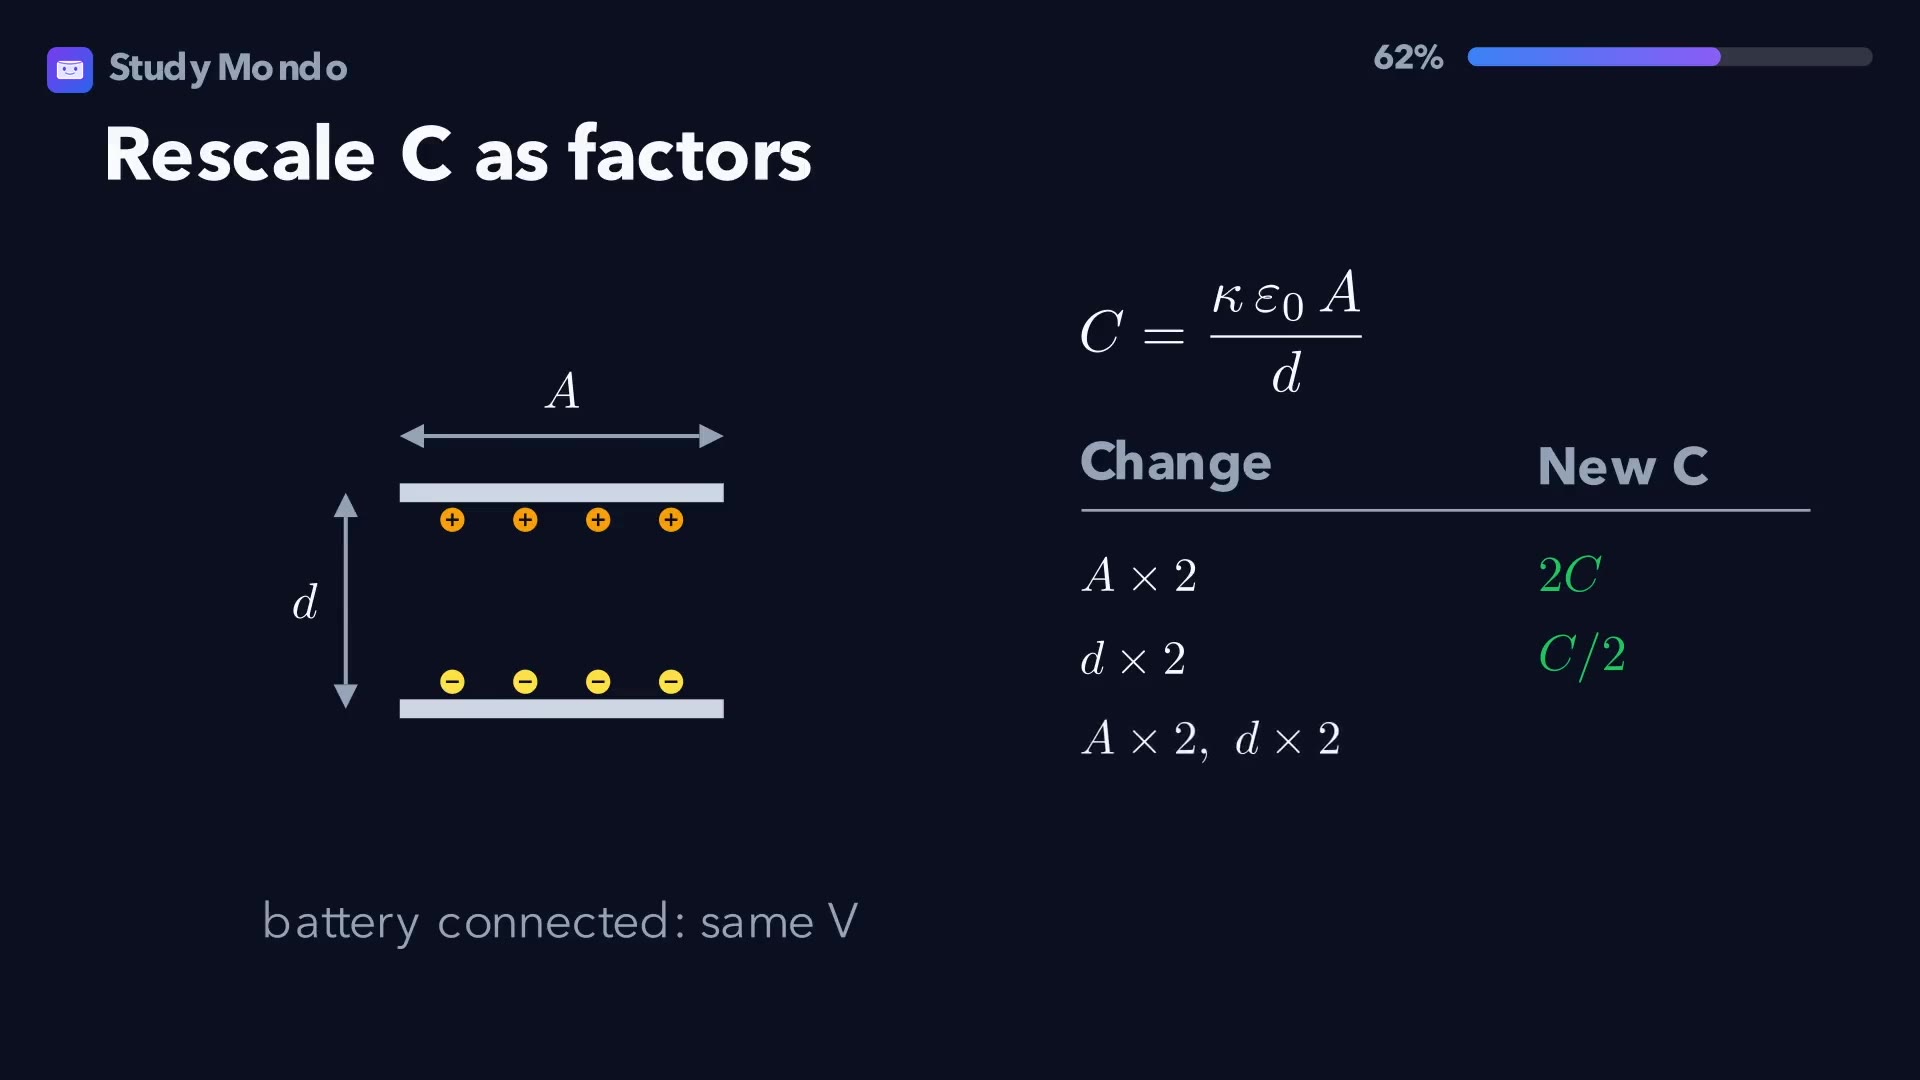 Study Mondo
62%
Rescale C as factors
C = κ ε₀ A / d
A
Change New C
A × 2 2C
d
d × 2 C/2
A × 2, d × 2
+ + + +
− − − −
battery connected: same V